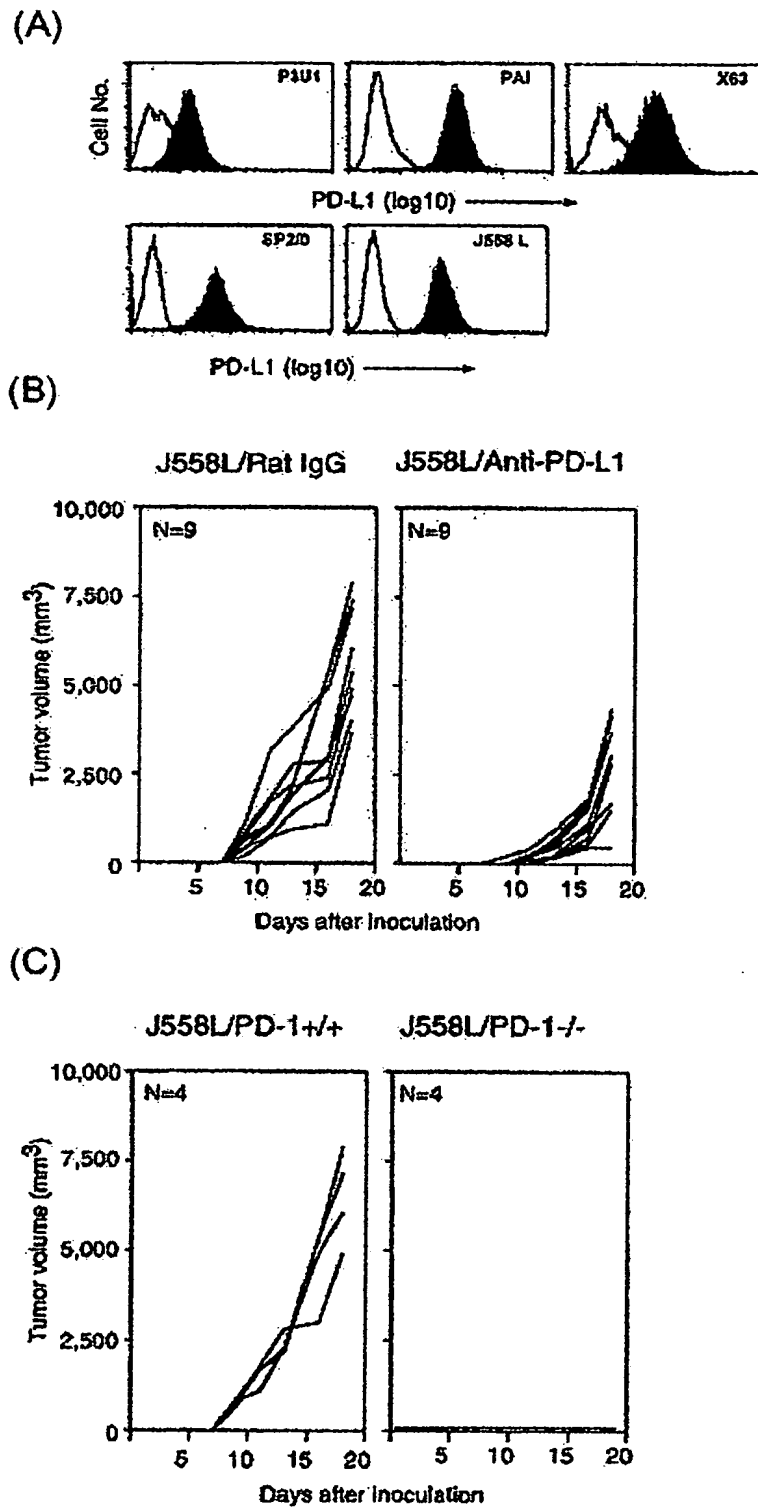 (A)
Cell No.
P3U1
PAI
X63
PD-L1 (log10)
SP2/0
J558 L
PD-L1 (log10)
(B)
J558L/Rat IgG
J558L/Anti-PD-L1
Tumor volume (mm³)
10,000
7,500
5,000
2,500
0
N=9
N=9
5 10 15 20
5 10 15 20
Days after inoculation
(C)
J558L/PD-1+/+
J558L/PD-1-/-
Tumor volume (mm³)
10,000
7,500
5,000
2,500
0
N=4
N=4
5 10 15 20
5 10 15 20
Days after inoculation